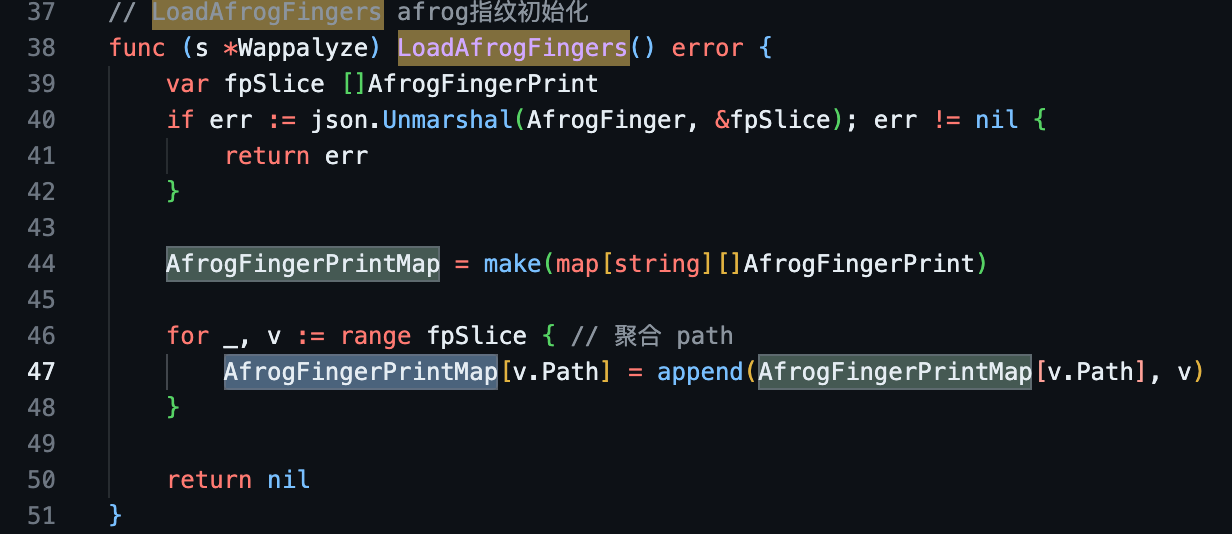 37 // LoadAfrogFingers afrog指纹初始化
38 func (s *Wappalyze) LoadAfrogFingers() error {
39 var fpSlice []AfrogFingerPrint
40 if err := json.Unmarshal(AfrogFinger, &fpSlice); err != nil {
41 return err
42 }
43
44 AfrogFingerPrintMap = make(map[string][]AfrogFingerPrint)
45
46 for _, v := range fpSlice { // 聚合 path
47 AfrogFingerPrintMap[v.Path] = append(AfrogFingerPrintMap[v.Path], v)
48 }
49
50 return nil
51 }